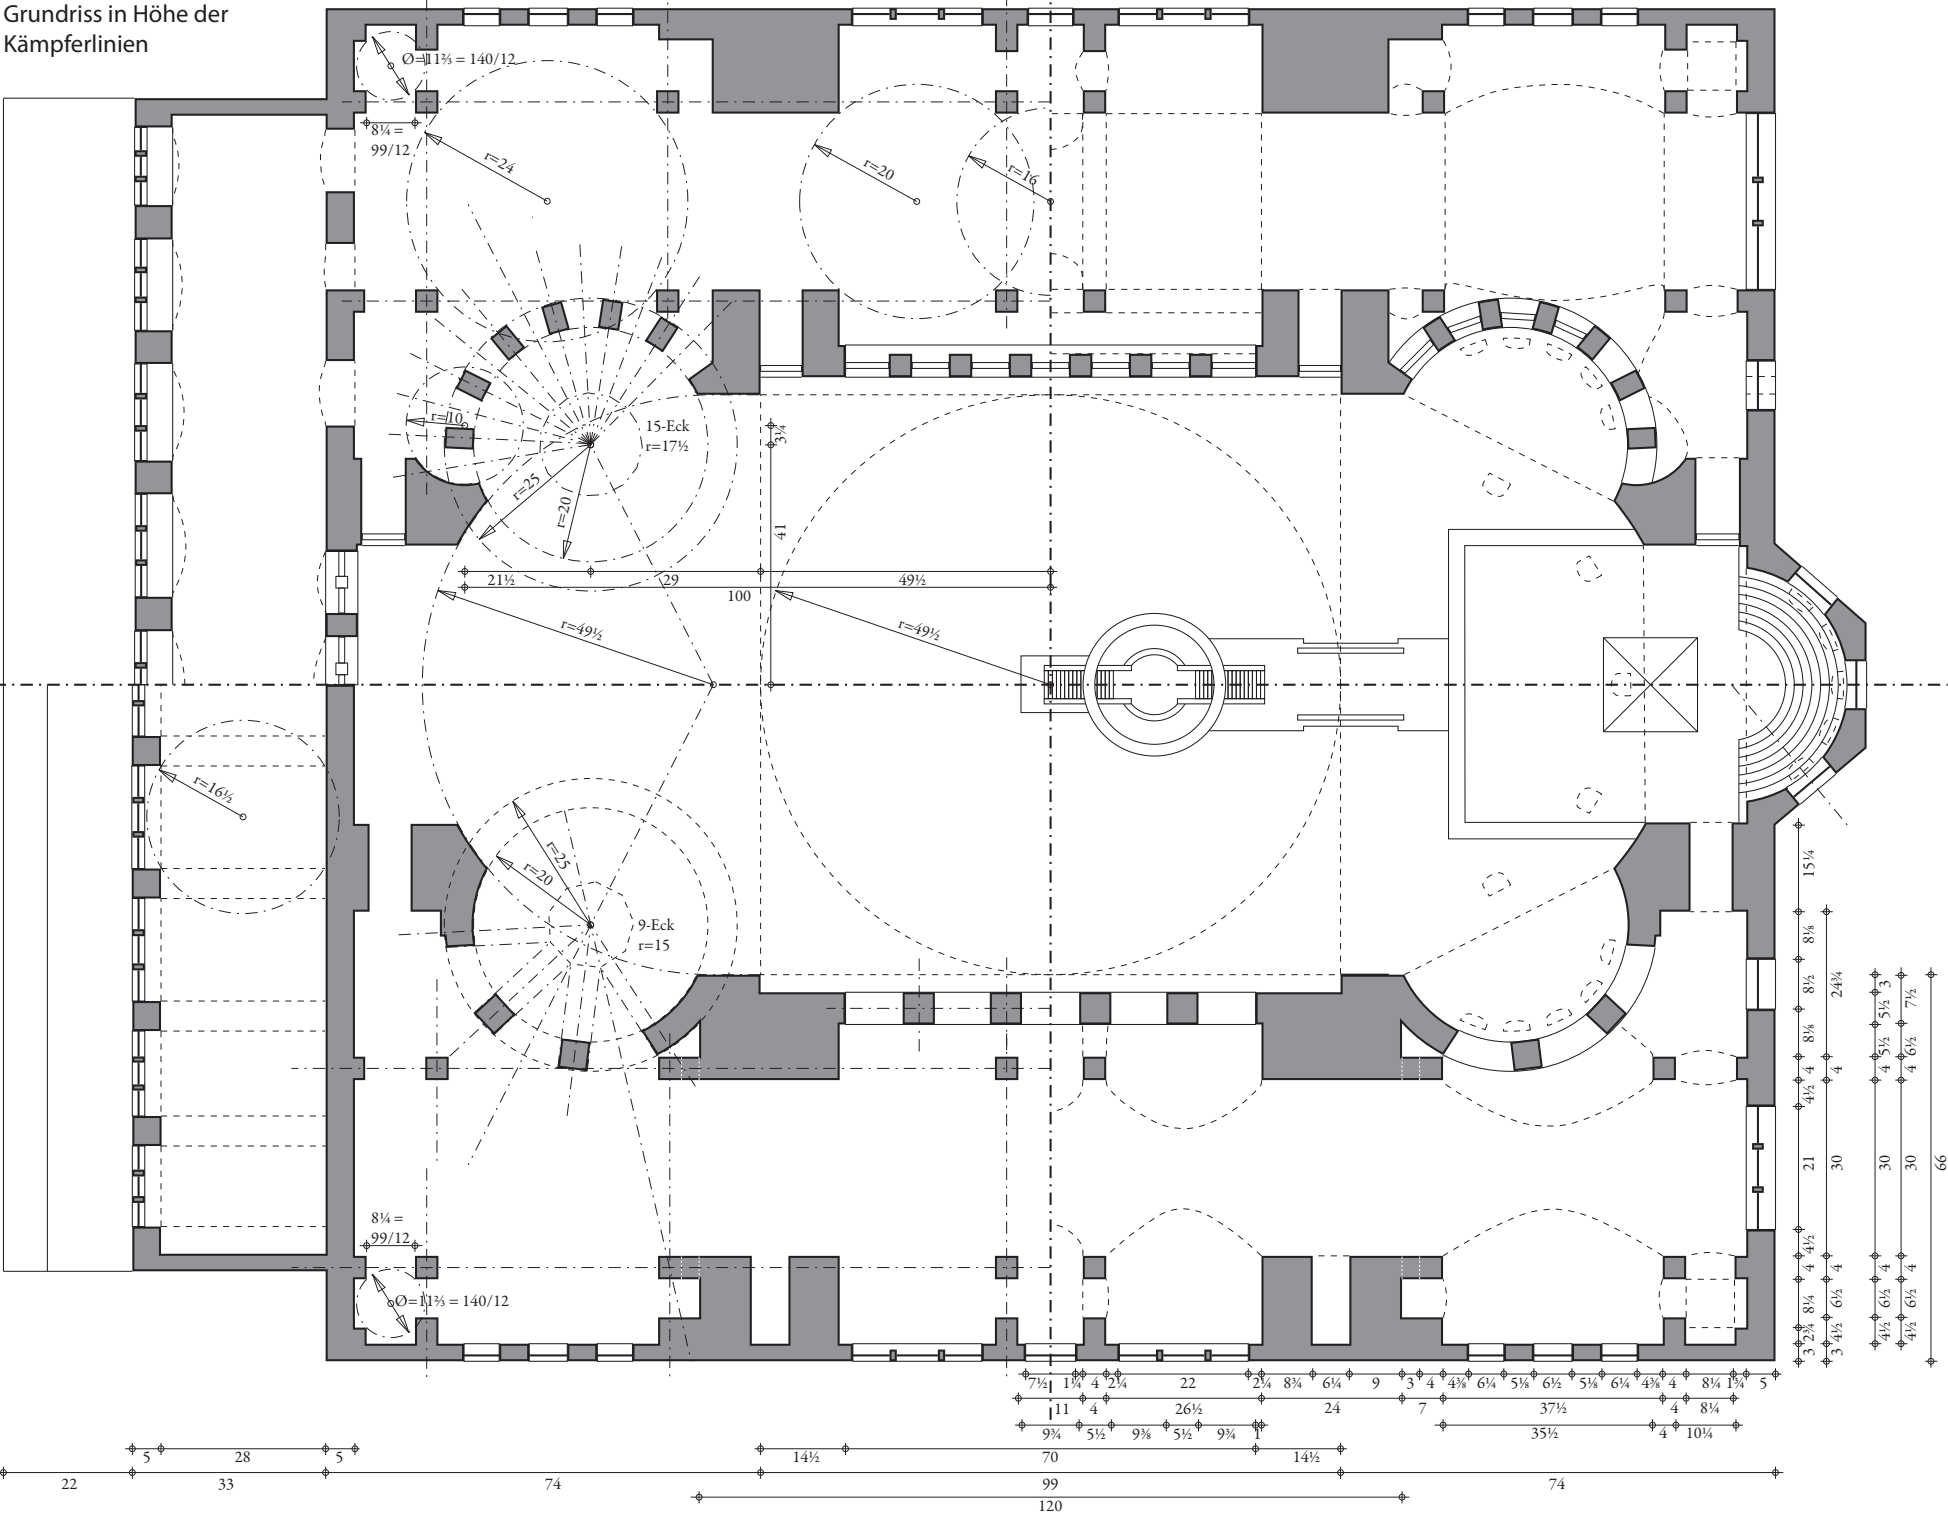 Grundriss in Höhe der
Kämpferlinien
Ø=11⅔ = 140/12
8¼ =
99/12
r=24
r=20
r=16
r=10
15-Eck
r=17½
r=25
r=20
3¼
41
21½ 29 49½
100
r=49½
r=49½
r=16½
r=25
r=20
9-Eck
r=15
8¼ =
99/12
Ø=11⅔ = 140/12
15¼
8⅛
8½
8⅛
4
4½
21
4½
4
8¼
2¾
3
24¾
4
30
4
6½
4½
3
3
5½
5½
4
30
4
6½
4½
7½
6½
4
30
4
6½
4½
66
7½ 1¼ 4 2¼ 22 2¼ 8¾ 6¼ 9 3 4 4⅜ 6¼ 5⅛ 6½ 5⅛ 6¼ 4⅜ 4 8¼ 1¾ 5
11 4 26½ 24 7 37½ 4 8¼
9¾ 5½ 9⅜ 5½ 9¾ 1 35½ 4 10¼
5 28 5 14½ 70 14½
22 33 74 99 74
120